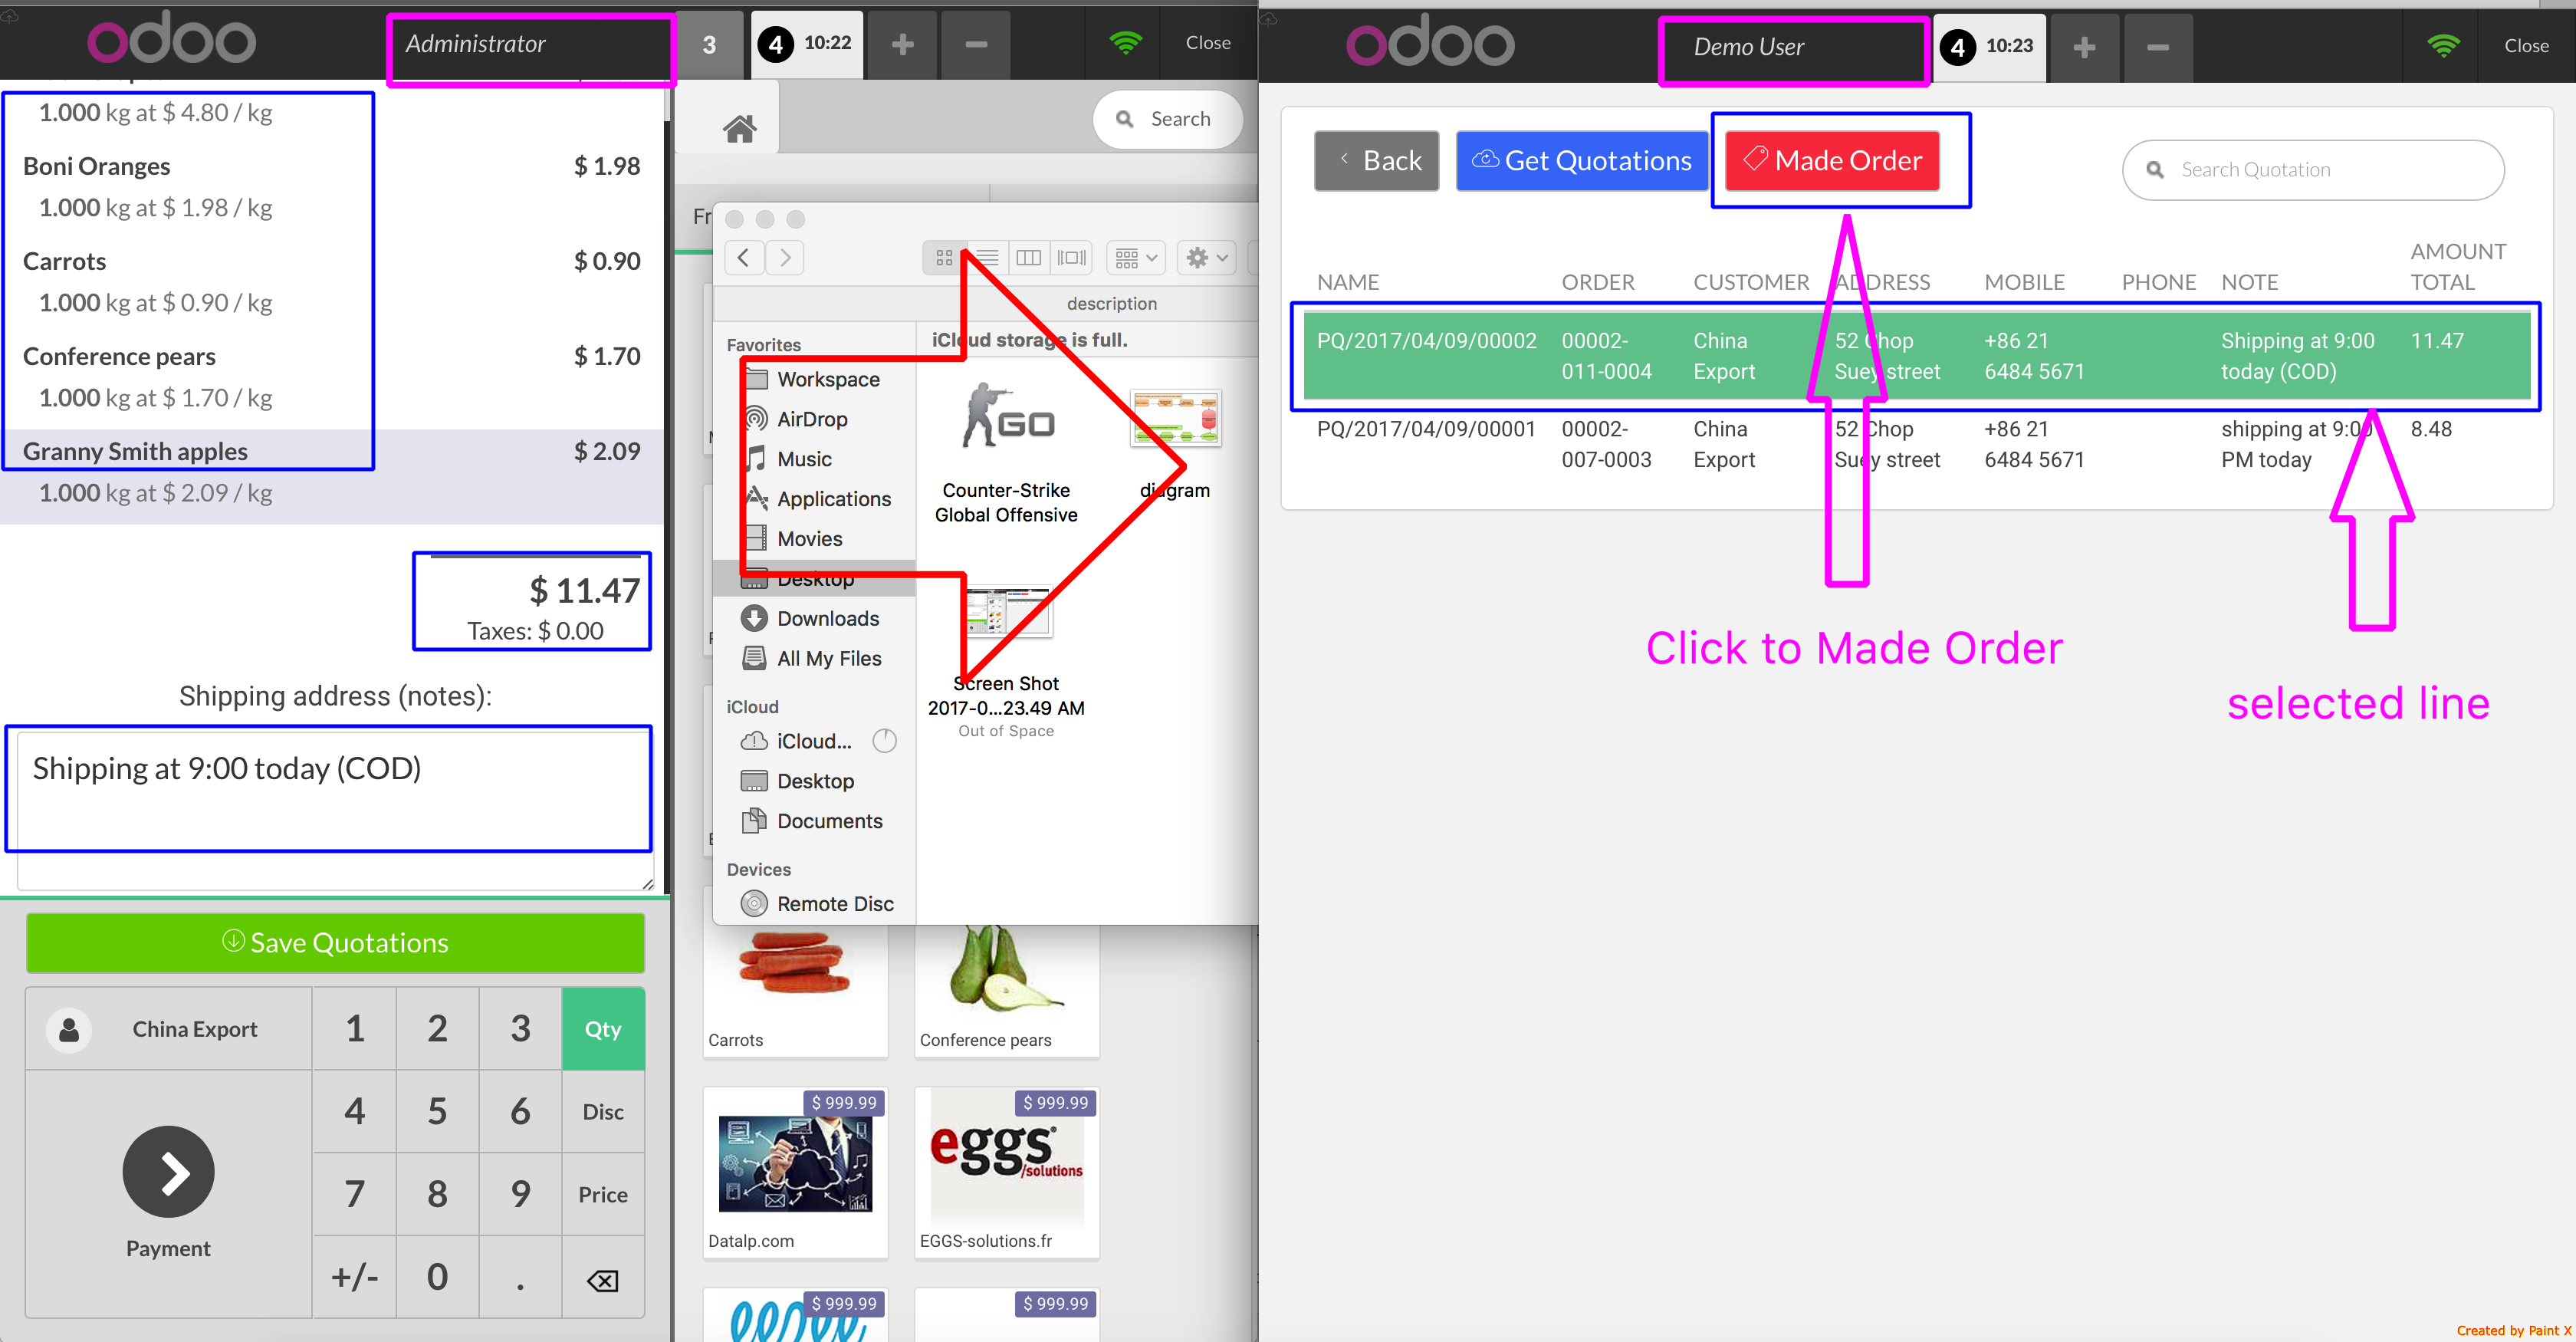 odoo
Administrator
3
4 10:22
+
−
Close
1.000 kg at $ 4.80 / kg
Boni Oranges $ 1.98
1.000 kg at $ 1.98 / kg
Carrots $ 0.90
1.000 kg at $ 0.90 / kg
Conference pears $ 1.70
1.000 kg at $ 1.70 / kg
Granny Smith apples $ 2.09
1.000 kg at $ 2.09 / kg
$ 11.47
Taxes: $ 0.00
Shipping address (notes):
Shipping at 9:00 today (COD)
Save Quotations
China Export
1 2 3 Qty
4 5 6 Disc
7 8 9 Price
+/- 0 .
Payment
Search
Fr
description
iCloud storage is full.
Favorites
Workspace
AirDrop
Music
Applications
Movies
Desktop
Downloads
All My Files
iCloud
iCloud...
Desktop
Documents
Devices
Remote Disc
GO
Counter-Strike
Global Offensive
diagram
Screen Shot
2017-0...23.49 AM
Out of Space
Carrots
Conference pears
$ 999.99
$ 999.99
eggs
/solutions
Datalp.com
EGGS-solutions.fr
$ 999.99
$ 999.99
odoo
Demo User
4 10:23
+
−
Close
Back
Get Quotations
Made Order
Search Quotation
NAME ORDER CUSTOMER ADDRESS MOBILE PHONE NOTE AMOUNT
TOTAL
PQ/2017/04/09/00002 00002- China 52 Chop +86 21 Shipping at 9:00 11.47
011-0004 Export Suey street 6484 5671 today (COD)
PQ/2017/04/09/00001 00002- China 52 Chop +86 21 shipping at 9:00 8.48
007-0003 Export Suey street 6484 5671 PM today
Click to Made Order
selected line
Created by Paint X